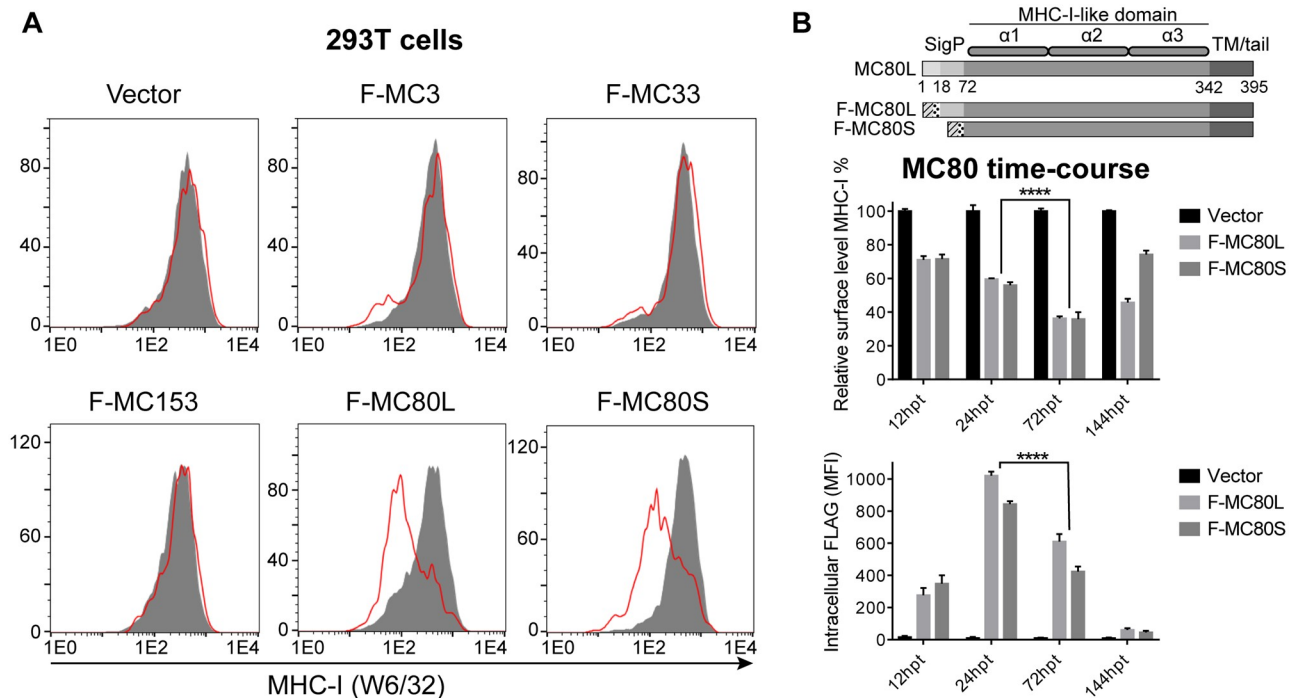 A
293T cells
Vector
F-MC3
F-MC33
80
40
0
1E0 1E2 1E4
80
40
0
1E0 1E2 1E4
80
40
0
1E0 1E2 1E4
F-MC153
F-MC80L
F-MC80S
120
60
0
1E0 1E2 1E4
80
40
0
1E0 1E2 1E4
120
60
0
1E0 1E2 1E4
MHC-I (W6/32)
B
MHC-I-like domain
SigP α1 α2 α3 TM/tail
MC80L
1 18 72 342 395
F-MC80L
F-MC80S
MC80 time-course
Relative surface level MHC-I %
100
80
60
40
20
0
****
12hpt 24hpt 72hpt 144hpt
Vector
F-MC80L
F-MC80S
Intracellular FLAG (MFI)
1000
800
600
400
200
0
****
12hpt 24hpt 72hpt 144hpt
Vector
F-MC80L
F-MC80S